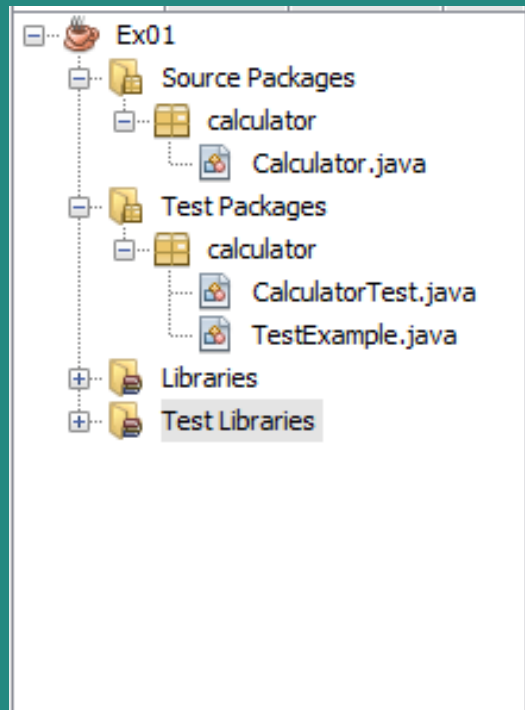 Ex01
Source Packages
calculator
Calculator.java
Test Packages
calculator
CalculatorTest.java
TestExample.java
Libraries
Test Libraries